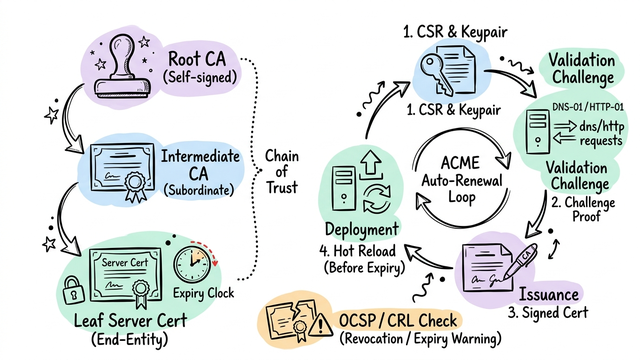 Root CA
(Self-signed)
Intermediate
CA
(Subordinate)
Chain
of
Trust
Server Cert
Expiry Clock
Leaf Server Cert
(End-Entity)
1. CSR & Keypair
1. CSR & Keypair
Validation
Challenge
DNS-01/HTTP-01
dns/http
requests
Validation
Challenge
2. Challenge
Proof
ACME
Auto-Renewal
Loop
Deployment
4. Hot Reload
(Before Expiry)
CA
Issuance
3. Signed Cert
OCSP / CRL Check
(Revocation / Expiry Warning)